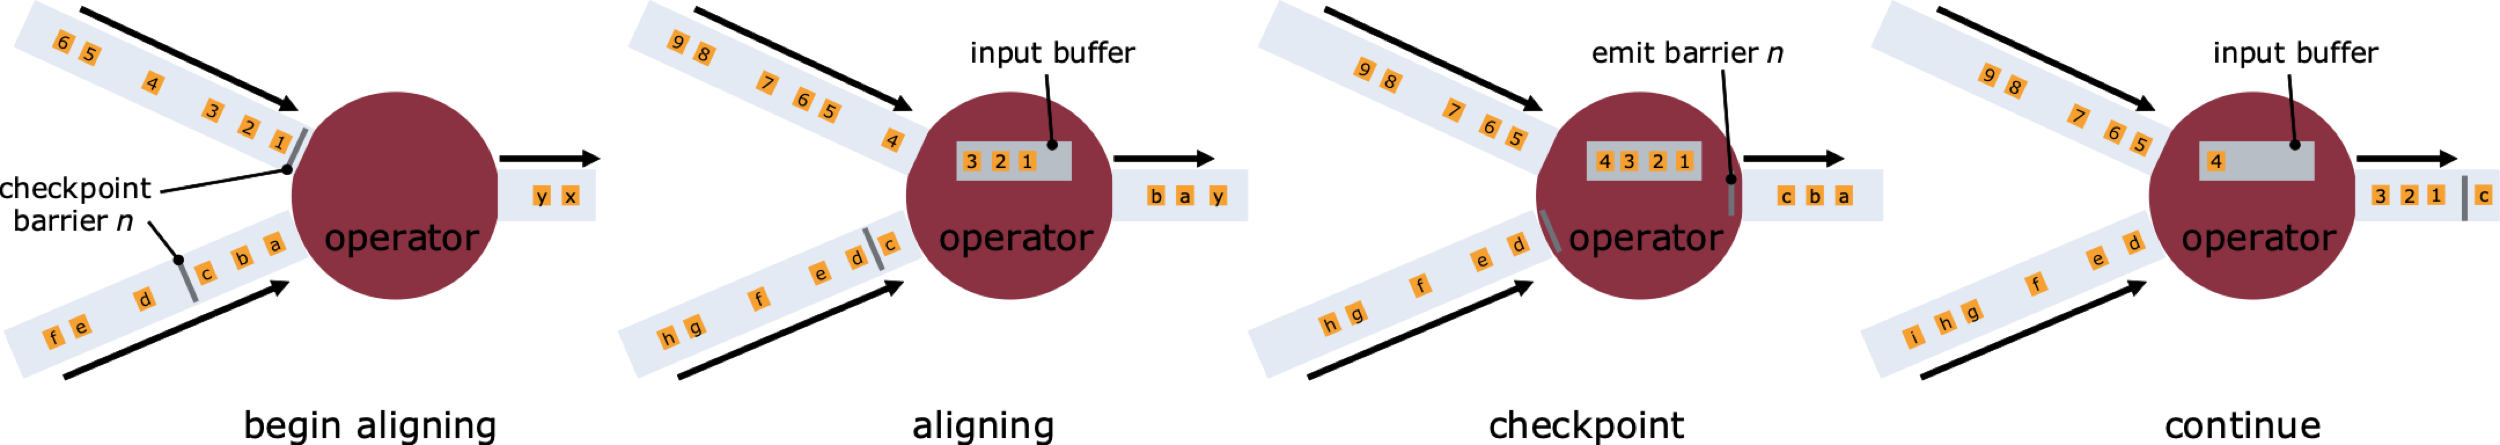 6 5 4 3 2 1
checkpoint
barrier n
f e d c b a
operator
y x
begin aligning
9 8 7 6 5 4
input buffer
3 2 1
h g f e d c
operator
b a y
aligning
9 8 7 6 5
emit barrier n
4 3 2 1
h g f e d
operator
c b a
checkpoint
9 8 7 6 5
input buffer
4
i h g f e d
operator
3 2 1 c
continue